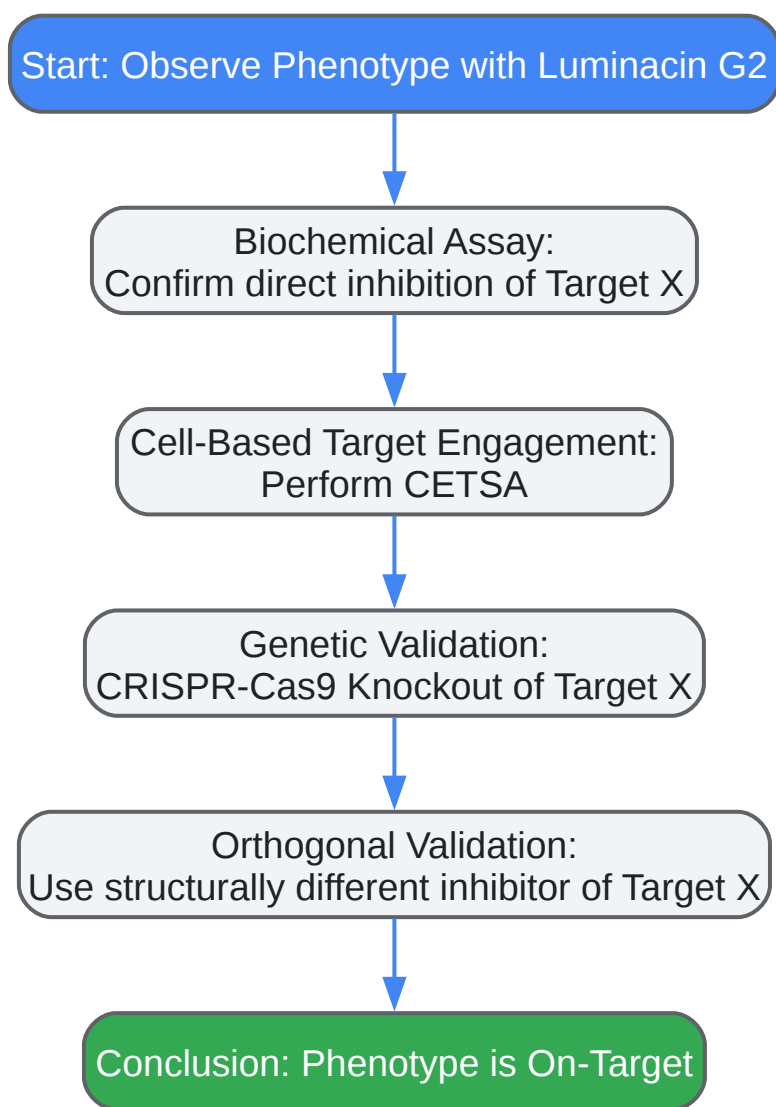 Start: Observe Phenotype with Luminacin G2
Biochemical Assay:
Confirm direct inhibition of Target X
Cell-Based Target Engagement:
Perform CETSA
Genetic Validation:
CRISPR-Cas9 Knockout of Target X
Orthogonal Validation:
Use structurally different inhibitor of Target X
Conclusion: Phenotype is On-Target